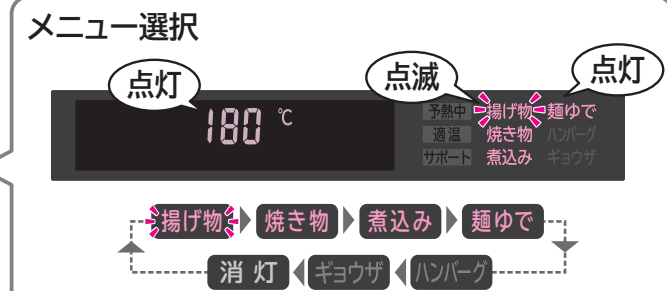 メニュー選択
点灯
点滅
点灯
180 ℃
予熱中 揚げ物 麺ゆで
適温 焼き物 ハンバーグ
サポート 煮込み ギョウザ
揚げ物 焼き物 煮込み 麺ゆで
消灯 ギョウザ ハンバーグ